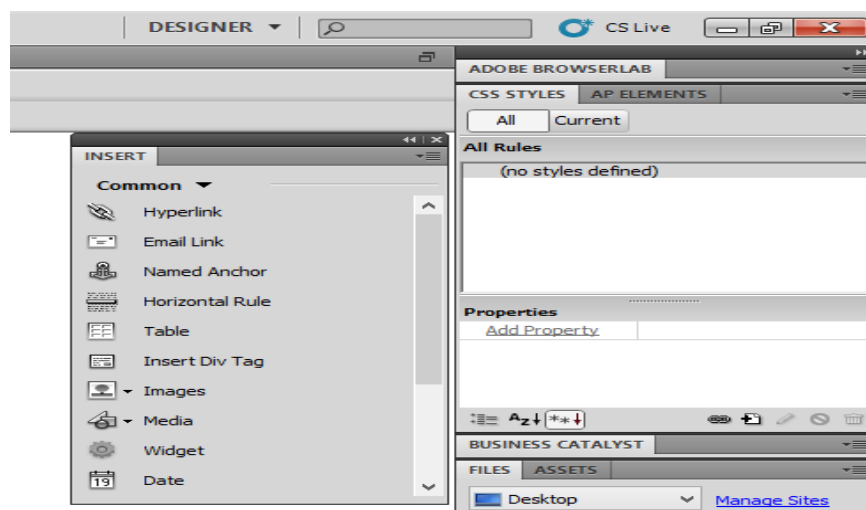 DESIGNER
CS Live
ADOBE BROWSERLAB
CSS STYLES AP ELEMENTS
All Current
All Rules
(no styles defined)
INSERT
Common
Hyperlink
Email Link
Named Anchor
Horizontal Rule
Table
Insert Div Tag
Images
Media
Widget
19 Date
Properties
Add Property
Az
**
BUSINESS CATALYST
FILES ASSETS
Desktop Manage Sites